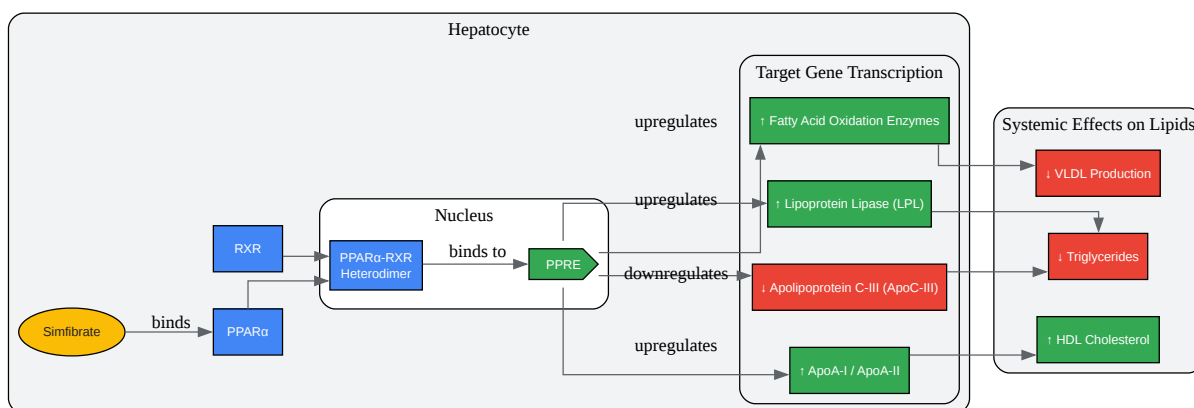 Hepatocyte
Target Gene Transcription
upregulates
↑ Fatty Acid Oxidation Enzymes
Systemic Effects on Lipids
↓ VLDL Production
upregulates
↑ Lipoprotein Lipase (LPL)
Nucleus
RXR
PPARα-RXR
Heterodimer
binds to
PPRE
↓ Triglycerides
downregulates
↓ Apolipoprotein C-III (ApoC-III)
Simfibrate
binds
PPARα
upregulates
↑ ApoA-I / ApoA-II
↑ HDL Cholesterol